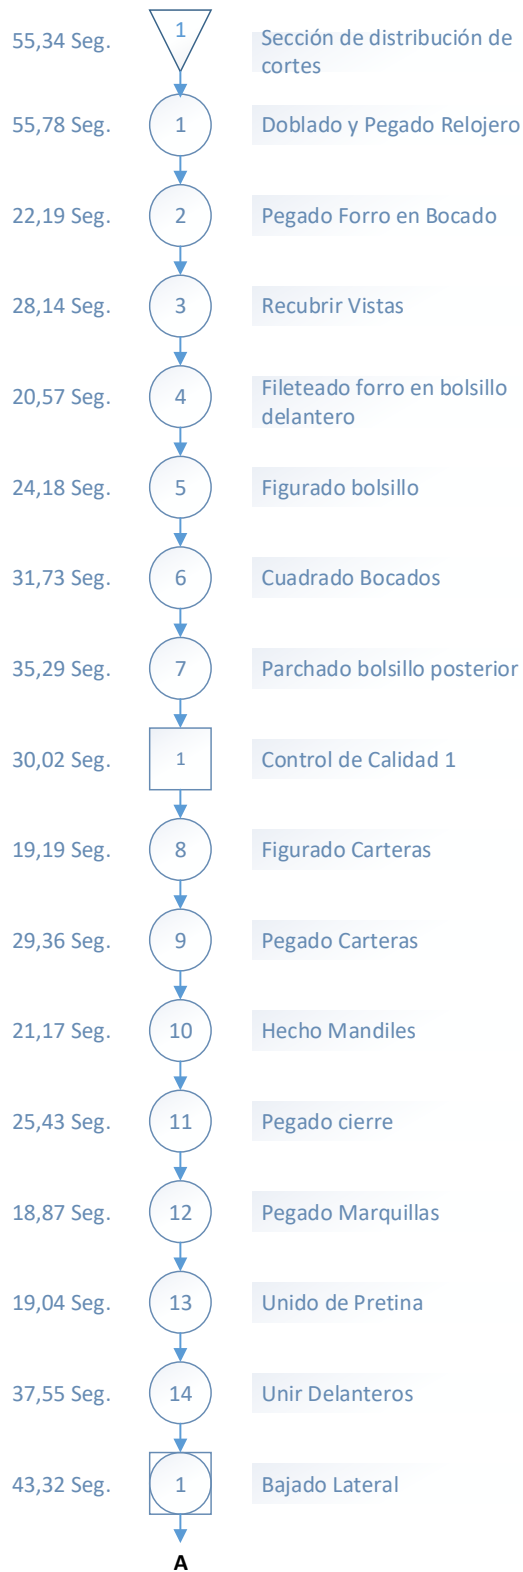 55,34 Seg. 1 Sección de distribución de
cortes
55,78 Seg. 1 Doblado y Pegado Relojero
22,19 Seg. 2 Pegado Forro en Bocado
28,14 Seg. 3 Recubrir Vistas
20,57 Seg. 4 Fileteado forro en bolsillo
delantero
24,18 Seg. 5 Figurado bolsillo
31,73 Seg. 6 Cuadrado Bocados
35,29 Seg. 7 Parchado bolsillo posterior
30,02 Seg. 1 Control de Calidad 1
19,19 Seg. 8 Figurado Carteras
29,36 Seg. 9 Pegado Carteras
21,17 Seg. 10 Hecho Mandiles
25,43 Seg. 11 Pegado cierre
18,87 Seg. 12 Pegado Marquillas
19,04 Seg. 13 Unido de Pretina
37,55 Seg. 14 Unir Delanteros
43,32 Seg. 1 Bajado Lateral
A